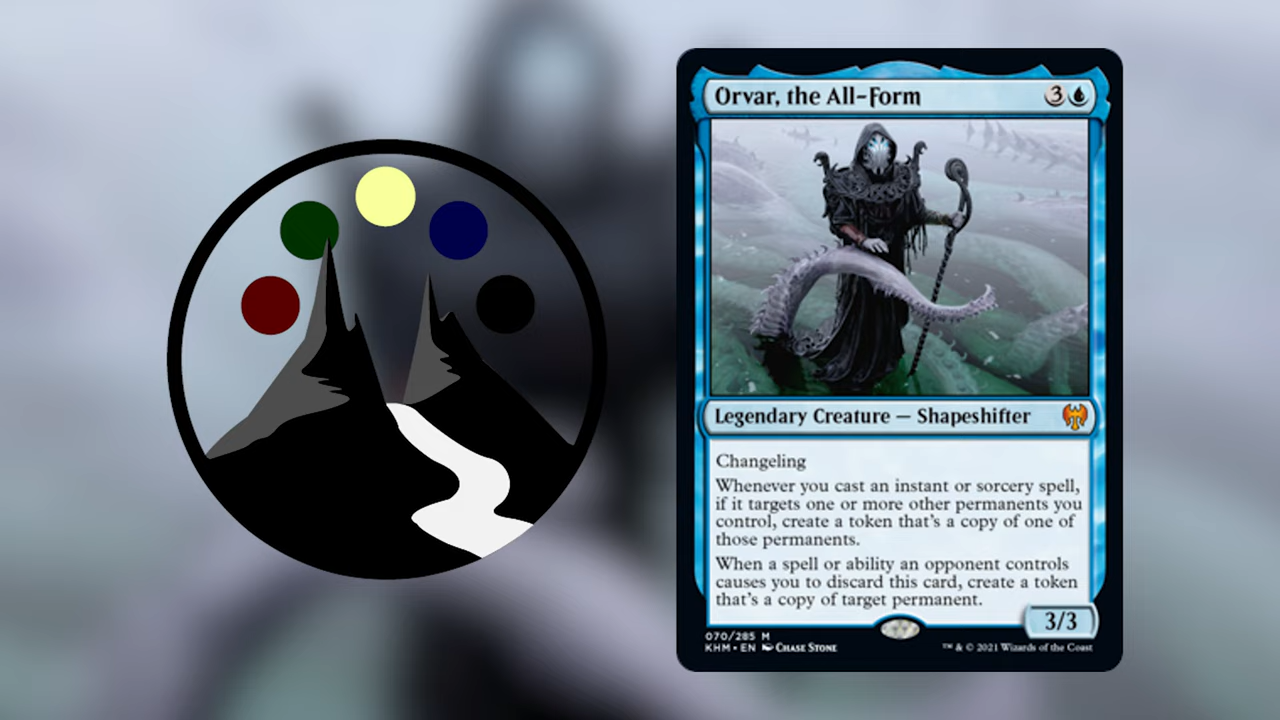 Orvar, the All-Form 3
Legendary Creature — Shapeshifter
Changeling
Whenever you cast an instant or sorcery spell,
if it targets one or more other permanents you
control, create a token that's a copy of one of
those permanents.
When a spell or ability an opponent controls
causes you to discard this card, create a token
that's a copy of target permanent.
3/3
070/285 M
KHM • EN Chase Stone
™ & © 2021 Wizards of the Coast